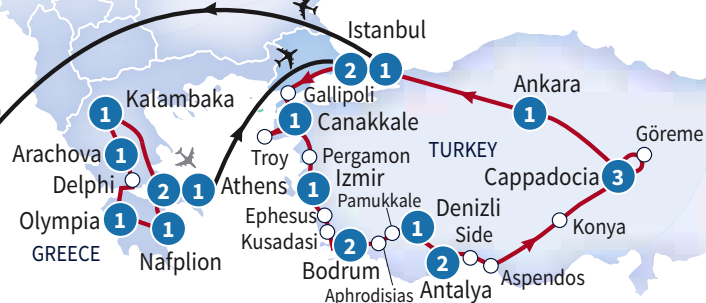 Istanbul
2
1
Gallipoli
Ankara
1
Kalambaka
1
1
Canakkale
Göreme
Arachova
1
Troy
Pergamon
TURKEY
Delphi
2
1
Athens
1
Izmir
Cappadocia
3
Pamukkale
Olympia
1
Ephesus
1
Denizli
Konya
GREECE
1
Kusadasi
2
Side
Nafplion
Bodrum
2
Aspendos
Aphrodisias
Antalya